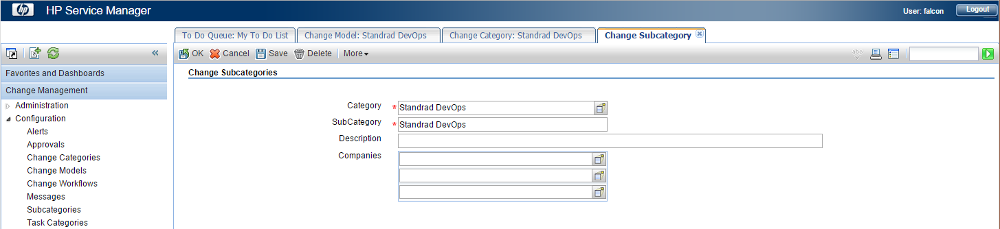 hp HP Service Manager User: falcon Logout
To Do Queue: My To Do List Change Model: Standrad DevOps Change Category: Standrad DevOps Change Subcategory
« OK Cancel Save Delete More
Favorites and Dashboards
Change Subcategories
Change Management
Administration
Configuration
Alerts
Approvals
Change Categories
Change Models
Change Workflows
Messages
Subcategories
Task Categories
Category * Standrad DevOps
SubCategory * Standrad DevOps
Description
Companies